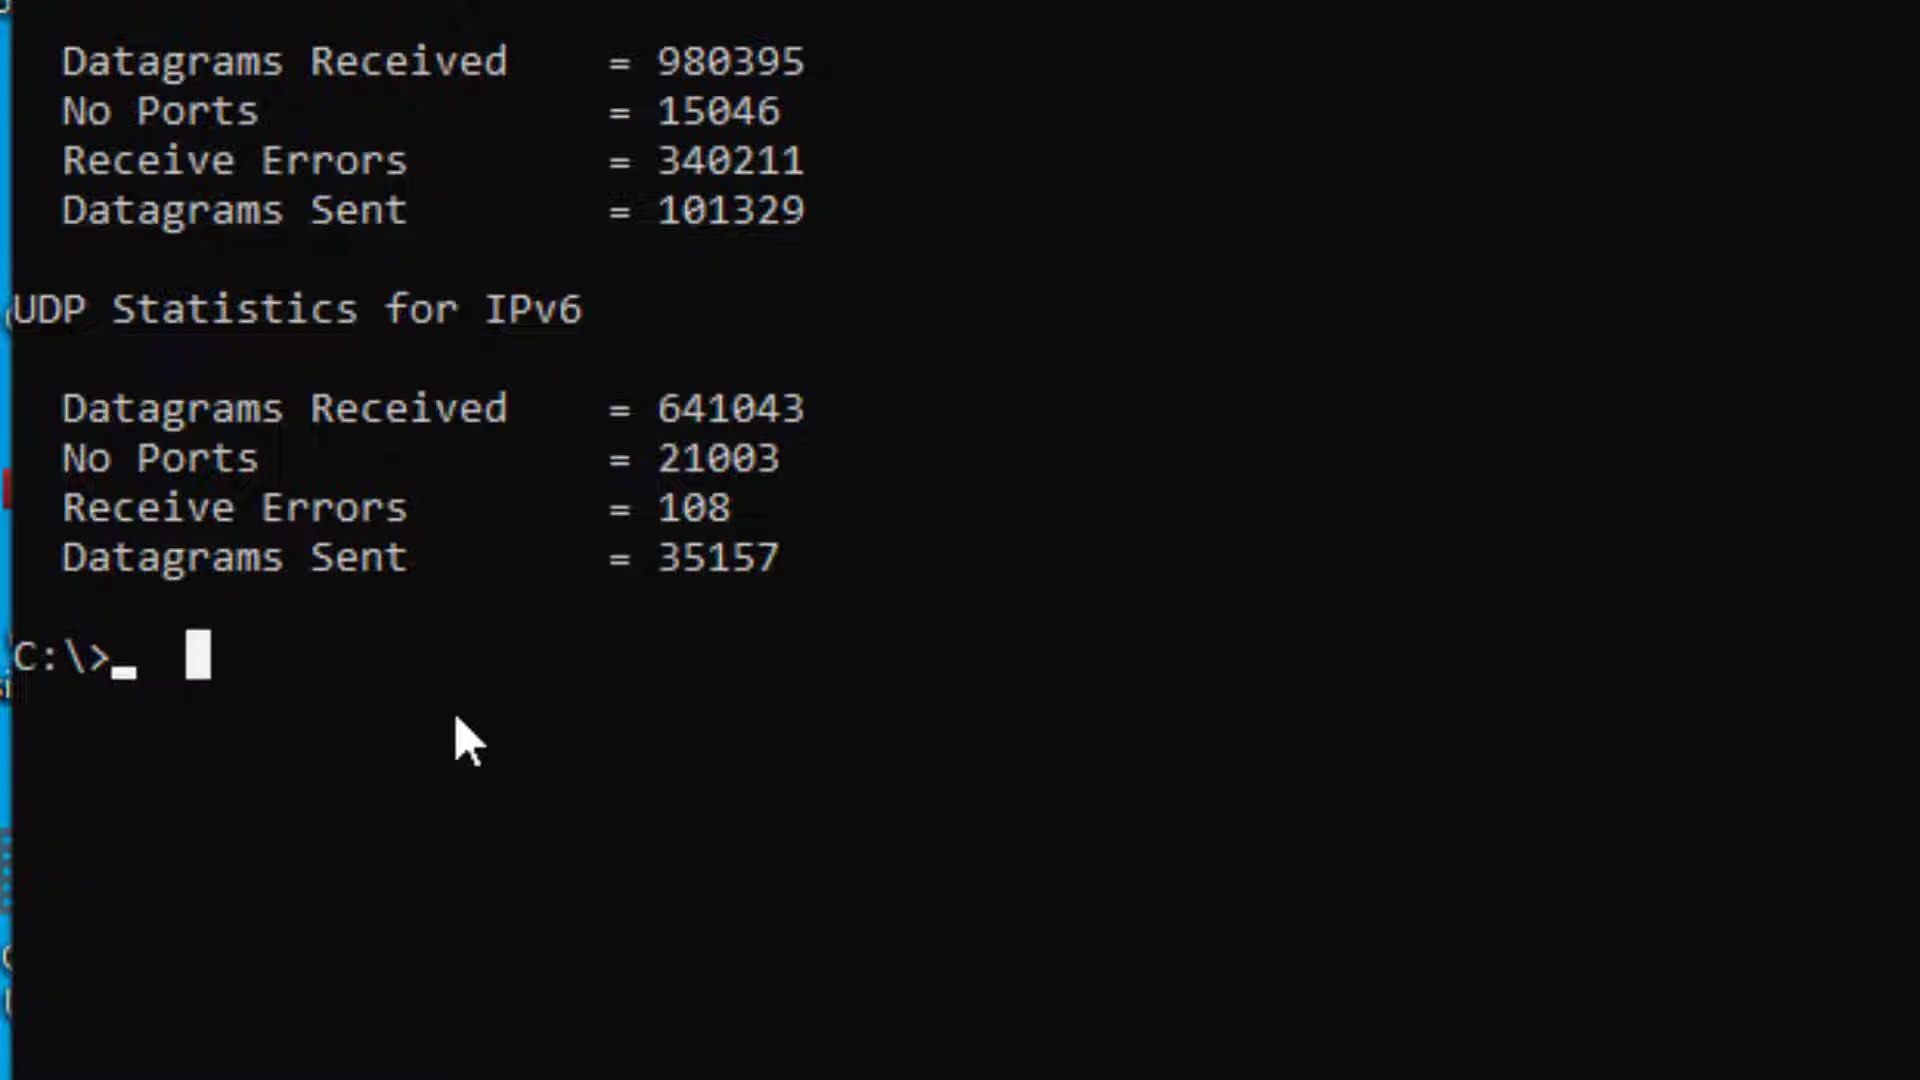 Datagrams Received = 980395
No Ports = 15046
Receive Errors = 340211
Datagrams Sent = 101329
UDP Statistics for IPv6
Datagrams Received = 641043
No Ports = 21003
Receive Errors = 108
Datagrams Sent = 35157
C:\>